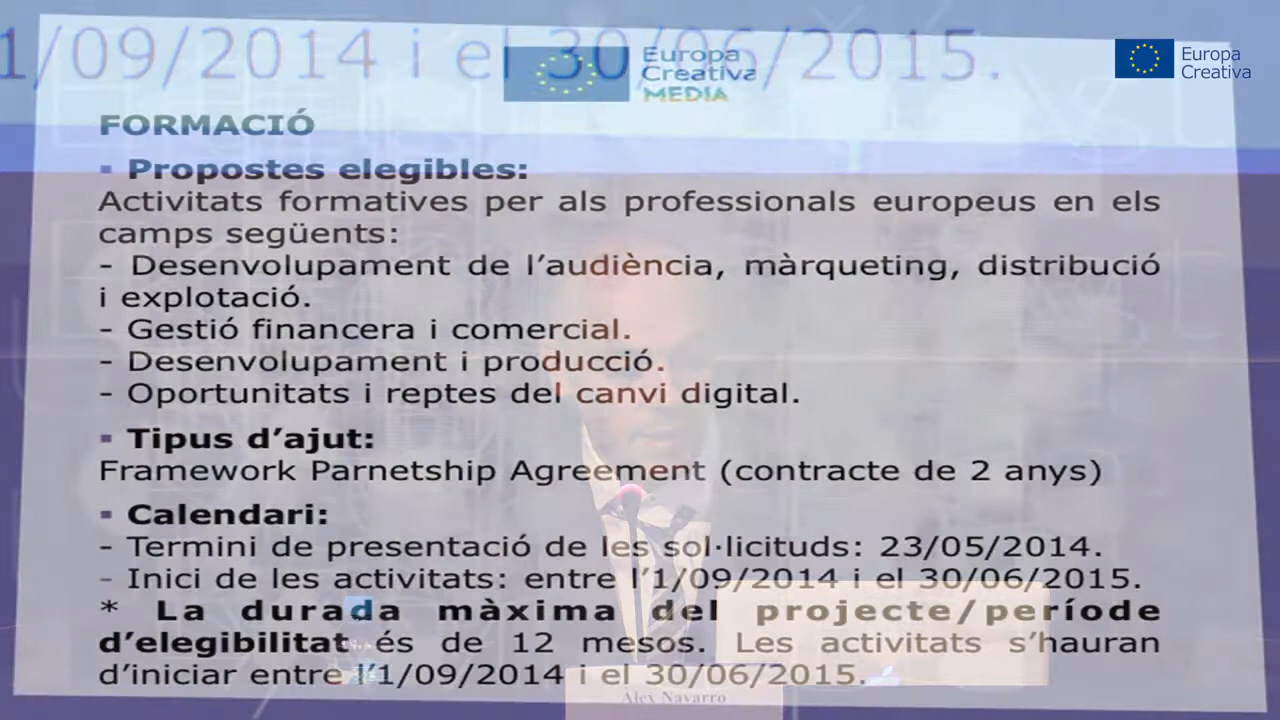 1/09/2014 i el 30/06/2015.
Europa
Creativa
MEDIA
Europa
Creativa
FORMACIÓ
▪ Propostes elegibles:
Activitats formatives per als professionals europeus en els
camps següents:
- Desenvolupament de l’audiència, màrqueting, distribució
i explotació.
- Gestió financera i comercial.
- Desenvolupament i producció.
- Oportunitats i reptes del canvi digital.
▪ Tipus d’ajut:
Framework Parnetship Agreement (contracte de 2 anys)
▪ Calendari:
- Termini de presentació de les sol·licituds: 23/05/2014.
- Inici de les activitats: entre l’1/09/2014 i el 30/06/2015.
* La durada màxima del projecte/període
d’elegibilitat és de 12 mesos. Les activitats s’hauran
d’iniciar entre l’1/09/2014 i el 30/06/2015.
Alex Navarro